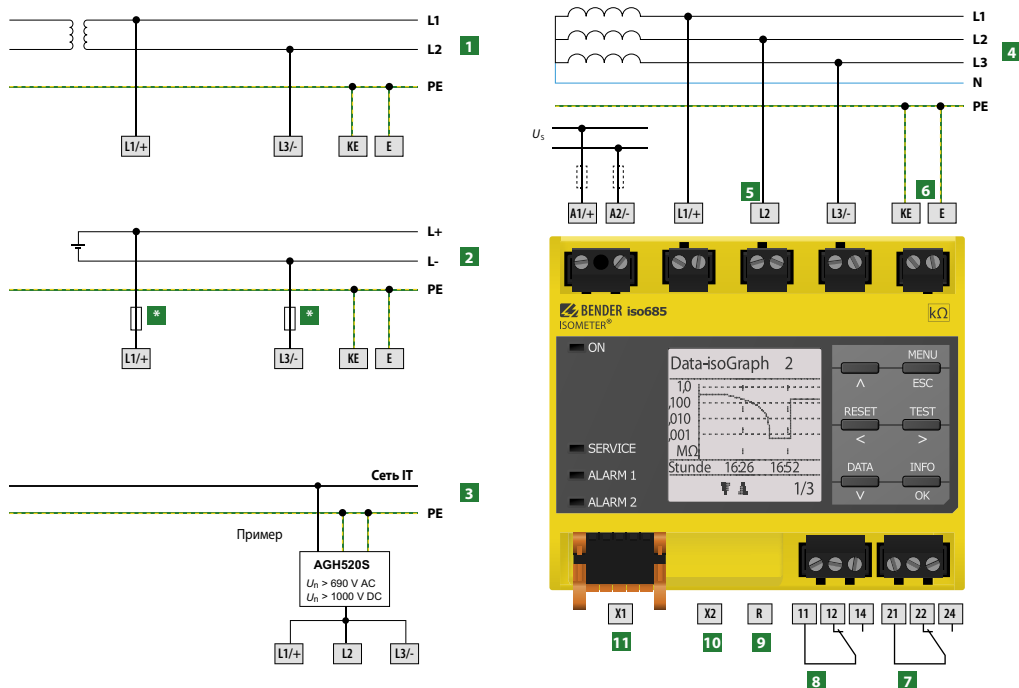 L1
L2
1
PE
L1/+
L3/-
KE
E
L+
L-
2
PE
*
*
L1/+
L3/-
KE
E
Сеть IT
3
PE
Пример
AGH520S
Un > 690 V AC
Un > 1000 V DC
L1/+
L2
L3/-
L1
L2
4
L3
N
PE
Us
5
6
A1/+
A2/-
L1/+
L2
L3/-
KE
E
BENDER iso685
ISOMETER®
kΩ
ON
SERVICE
ALARM 1
ALARM 2
Data-isoGraph 2
1,0
,100
,010
,001
MΩ
Stunde 16:26 16:52
1/3
MENU
Λ
ESC
RESET
TEST
<
>
DATA
INFO
V
OK
X1
X2
R
11
12
14
21
22
24
11
10
9
8
7